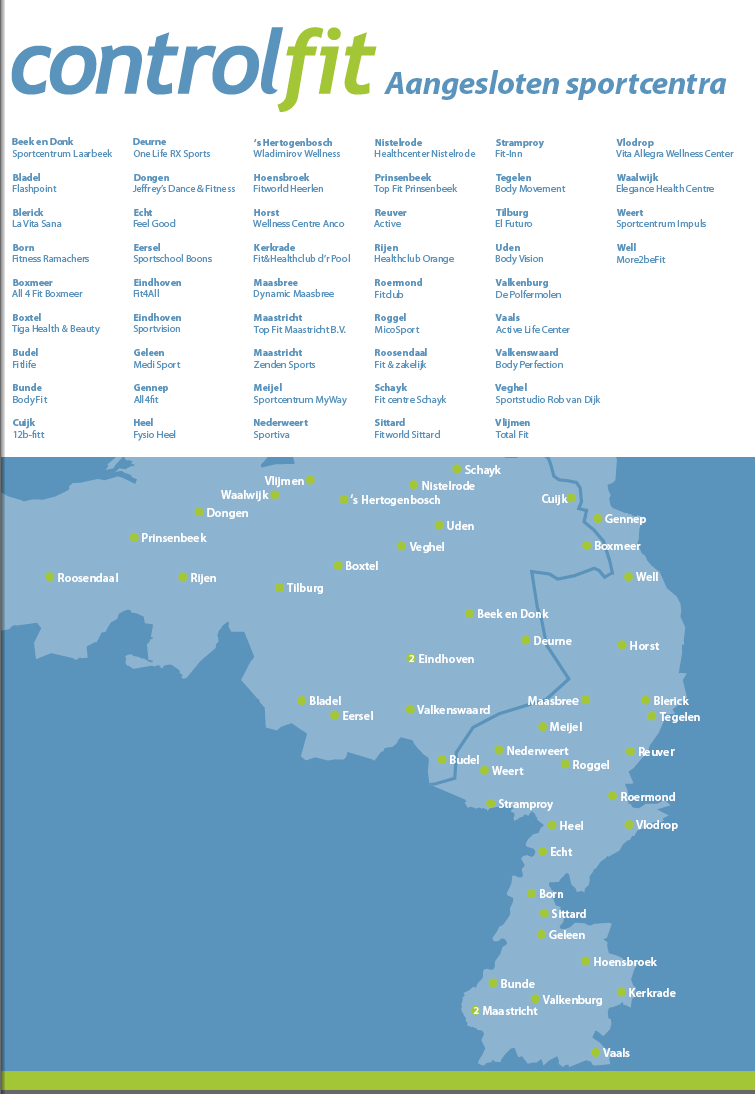 controlfit Aangesloten sportcentra
Beek en Donk
Sportcentrum Laarbeek
Bladel
Flashpoint
Blerick
La Vita Sana
Born
Fitness Ramachers
Boxmeer
All 4 Fit Boxmeer
Boxtel
Tiga Health & Beauty
Budel
Fitlife
Bunde
BodyFit
Cuijk
12b-fitt
Deurne
One Life RX Sports
Dongen
Jeffrey's Dance & Fitness
Echt
Feel Good
Eersel
Sportschool Boons
Eindhoven
Fit4All
Eindhoven
Sportvision
Geleen
Medi Sport
Gennep
All4fit
Heel
Fysio Heel
's Hertogenbosch
Wladimirov Wellness
Hoensbroek
Fitworld Heerlen
Horst
Wellness Centre Anco
Kerkrade
Fit&Healthclub d'r Pool
Maasbree
Dynamic Maasbree
Maastricht
Top Fit Maastricht B.V.
Maastricht
Zenden Sports
Meijel
Sportcentrum MyWay
Nederweert
Sportiva
Nistelrode
Healthcenter Nistelrode
Prinsenbeek
Top Fit Prinsenbeek
Reuver
Active
Rijen
Healthclub Orange
Roermond
Fitclub
Roggel
MicoSport
Roosendaal
Fit & zakelijk
Schayk
Fit centre Schayk
Sittard
Fitworld Sittard
Stramproy
Fit-Inn
Tegelen
Body Movement
Tilburg
El Futuro
Uden
Body Vision
Valkenburg
De Polfermolen
Vaals
Active Life Center
Valkenswaard
Body Perfection
Veghel
Sportstudio Rob van Dijk
Vlijmen
Total Fit
Vlodrop
Vita Allegra Wellness Center
Waalwijk
Elegance Health Centre
Weert
Sportcentrum Impuls
Well
More2beFit
Schayk
Vlijmen
Nistelrode
Waalwijk
's Hertogenbosch
Cuijk
Dongen
Gennep
Uden
Prinsenbeek
Veghel
Boxmeer
Boxtel
Roosendaal
Rijen
Well
Tilburg
Beek en Donk
Deurne
Horst
2 Eindhoven
Bladel
Maasbree
Blerick
Valkenswaard
Eersel
Tegelen
Meijel
Nederweert
Reuver
Budel
Roggel
Weert
Roermond
Stramproy
Heel
Vlodrop
Echt
Born
Sittard
Geleen
Hoensbroek
Bunde
Kerkrade
Valkenburg
2 Maastricht
Vaals